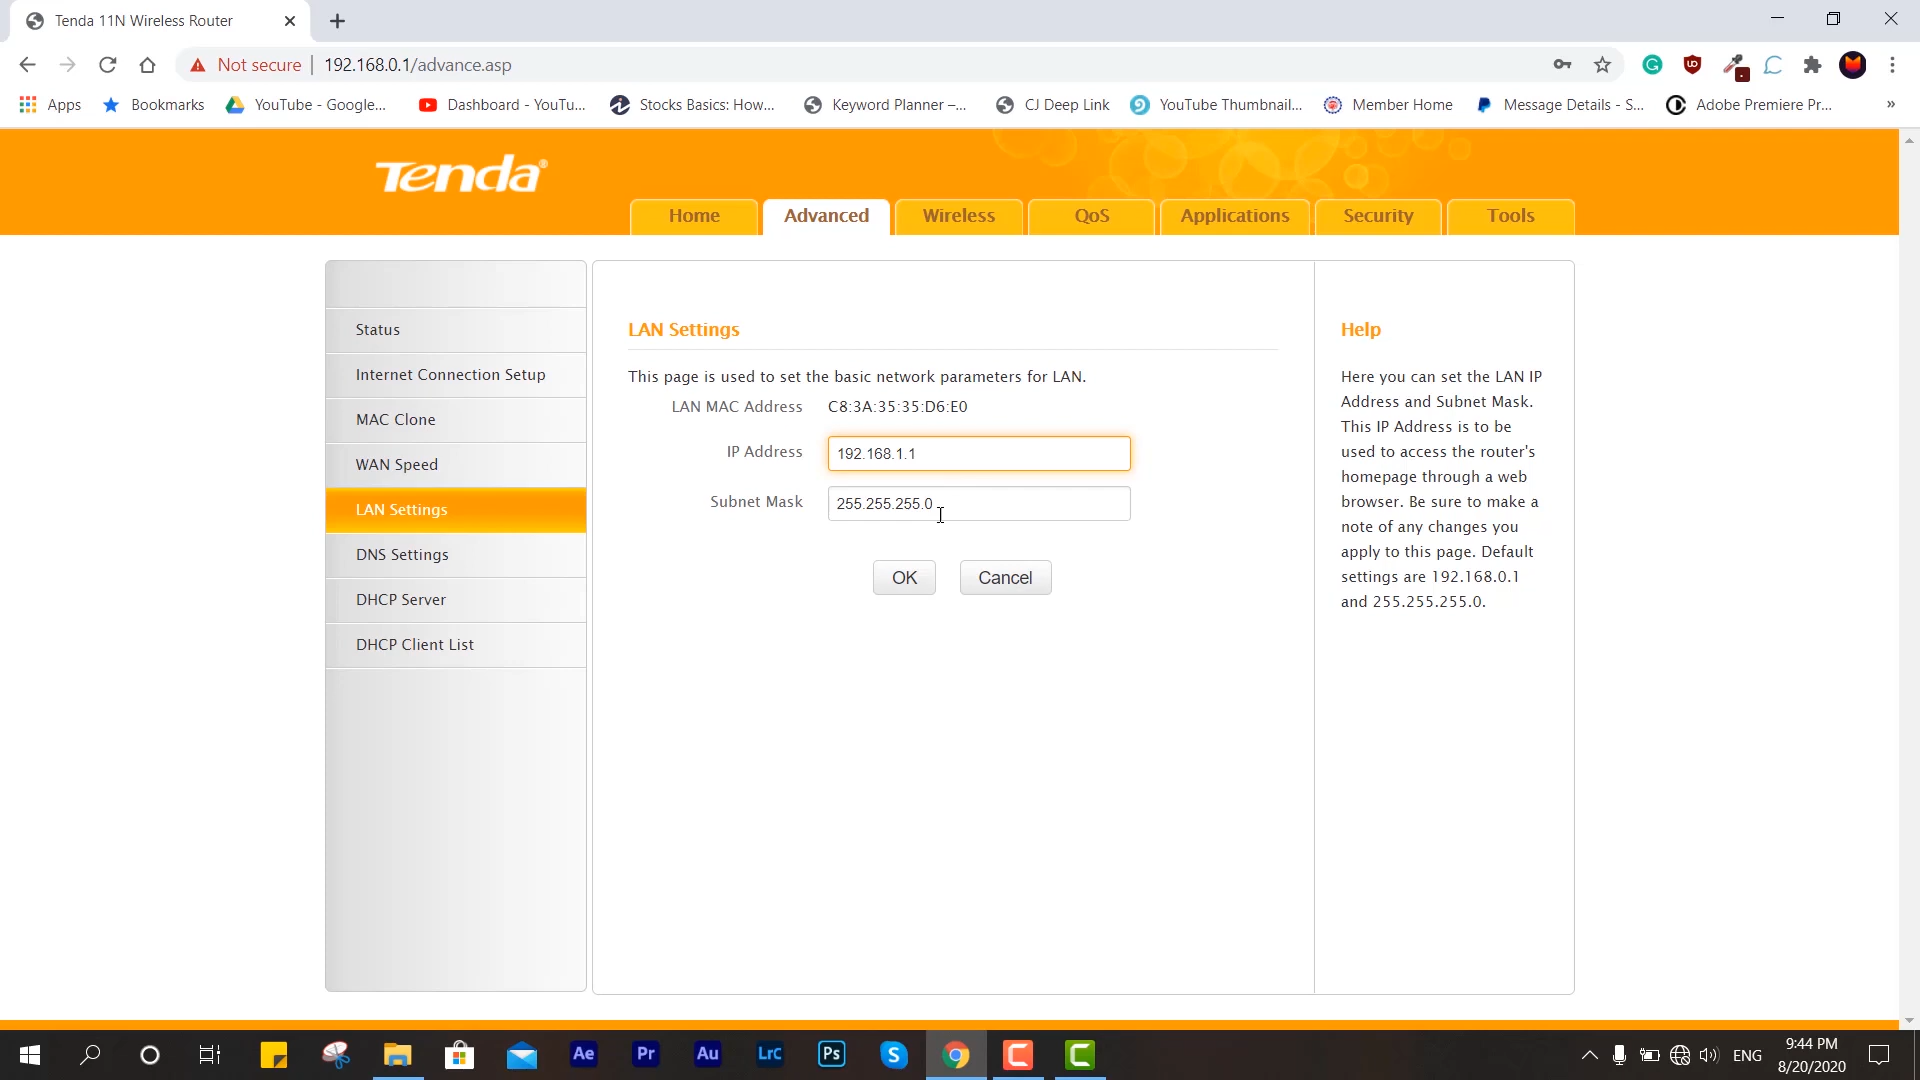 Tenda 11N Wireless Router
Not secure | 192.168.0.1/advance.asp
Apps Bookmarks YouTube - Google... Dashboard - YouTu... Stocks Basics: How... Keyword Planner –... CJ Deep Link YouTube Thumbnail... Member Home Message Details - S... Adobe Premiere Pr... »
Tenda®
Home Advanced Wireless QoS Applications Security Tools
Status
Internet Connection Setup
MAC Clone
WAN Speed
LAN Settings
DNS Settings
DHCP Server
DHCP Client List
LAN Settings
This page is used to set the basic network parameters for LAN.
LAN MAC Address C8:3A:35:35:D6:E0
IP Address 192.168.1.1
Subnet Mask 255.255.255.0
OK Cancel
Help
Here you can set the LAN IP
Address and Subnet Mask.
This IP Address is to be
used to access the router's
homepage through a web
browser. Be sure to make a
note of any changes you
apply to this page. Default
settings are 192.168.0.1
and 255.255.255.0.
Ae Pr Au Lrc Ps S C C
ENG
9:44 PM
8/20/2020